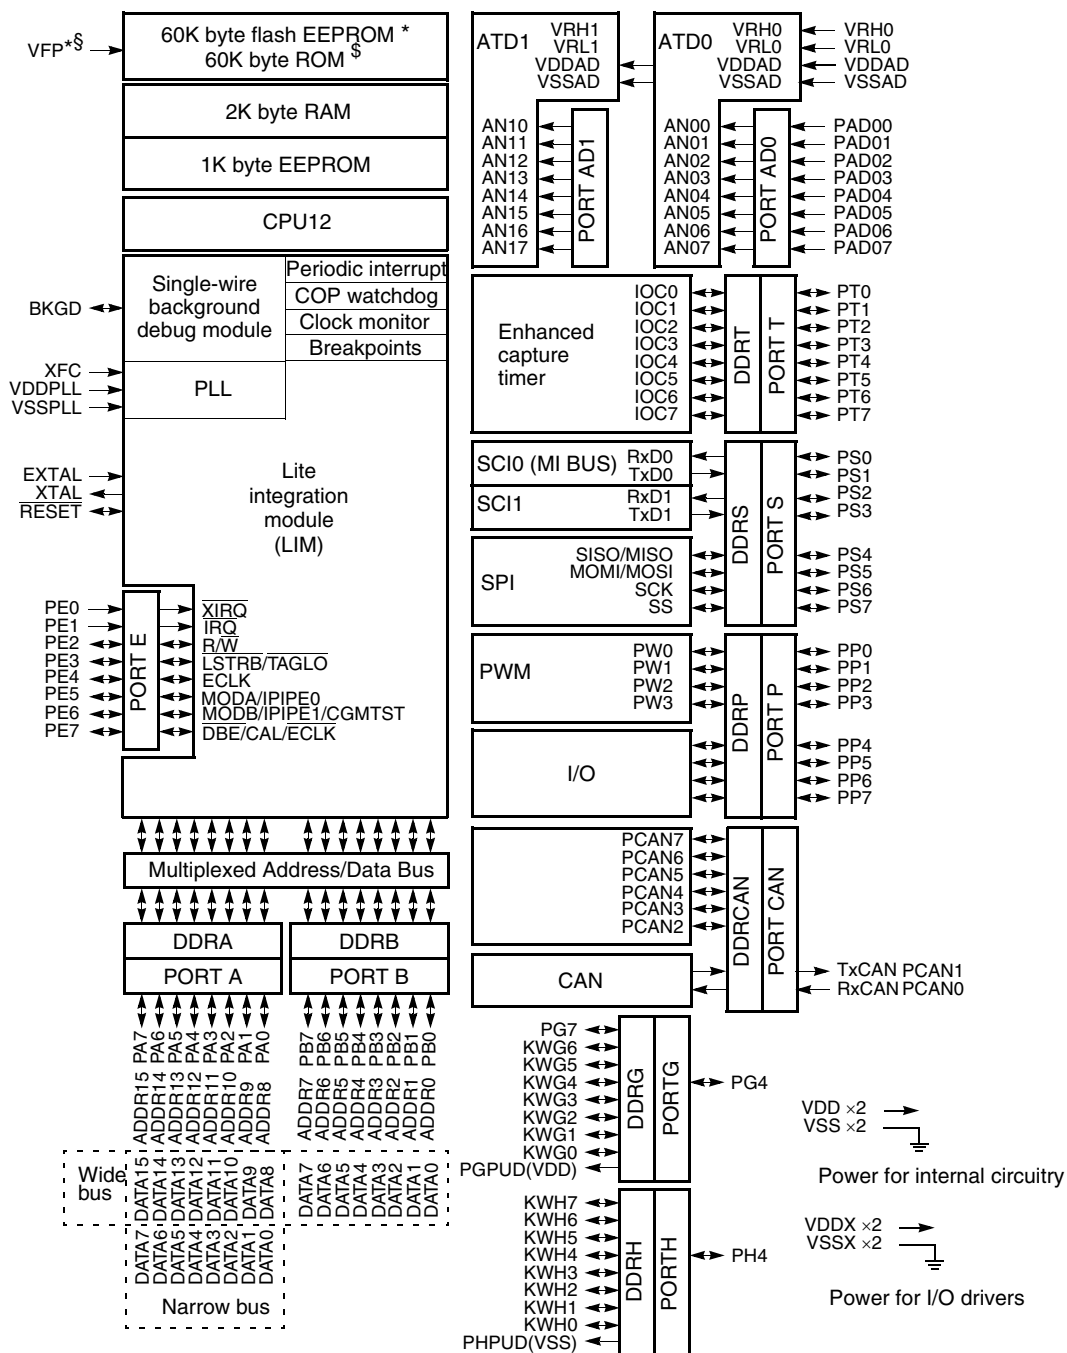 VFP*§
60K byte flash EEPROM *
60K byte ROM $
2K byte RAM
1K byte EEPROM
CPU12
Single-wire
background
debug module
Periodic interrupt
COP watchdog
Clock monitor
Breakpoints
BKGD
XFC
VDDPLL
VSSPLL
PLL
EXTAL
XTAL
RESET
Lite
integration
module
(LIM)
PE0
PE1
PE2
PE3
PE4
PE5
PE6
PE7
PORT E
XIRQ
IRQ
R/W
LSTRB/TAGLO
ECLK
MODA/IPIPE0
MODB/IPIPE1/CGMTST
DBE/CAL/ECLK
Multiplexed Address/Data Bus
DDRA
DDRB
PORT A
PORT B
PA7
PA6
PA5
PA4
PA3
PA2
PA1
PA0
PB7
PB6
PB5
PB4
PB3
PB2
PB1
PB0
ADDR15
ADDR14
ADDR13
ADDR12
ADDR11
ADDR10
ADDR9
ADDR8
ADDR7
ADDR6
ADDR5
ADDR4
ADDR3
ADDR2
ADDR1
ADDR0
Wide
bus
DATA15
DATA14
DATA13
DATA12
DATA11
DATA10
DATA9
DATA8
DATA7
DATA6
DATA5
DATA4
DATA3
DATA2
DATA1
DATA0
DATA7
DATA6
DATA5
DATA4
DATA3
DATA2
DATA1
DATA0
Narrow bus
ATD1
VRH1
VRL1
VDDAD
VSSAD
AN10
AN11
AN12
AN13
AN14
AN15
AN16
AN17
PORT AD1
ATD0
VRH0
VRL0
VDDAD
VSSAD
VRH0
VRL0
VDDAD
VSSAD
AN00
AN01
AN02
AN03
AN04
AN05
AN06
AN07
PORT AD0
PAD00
PAD01
PAD02
PAD03
PAD04
PAD05
PAD06
PAD07
Enhanced
capture
timer
IOC0
IOC1
IOC2
IOC3
IOC4
IOC5
IOC6
IOC7
DDRT
PORT T
PT0
PT1
PT2
PT3
PT4
PT5
PT6
PT7
SCI0 (MI BUS)
RxD0
TxD0
SCI1
RxD1
TxD1
SPI
SISO/MISO
MOMI/MOSI
SCK
SS
DDRS
PORT S
PS0
PS1
PS2
PS3
PS4
PS5
PS6
PS7
PWM
PW0
PW1
PW2
PW3
I/O
DDRP
PORT P
PP0
PP1
PP2
PP3
PP4
PP5
PP6
PP7
PCAN7
PCAN6
PCAN5
PCAN4
PCAN3
PCAN2
CAN
DDRCAN
PORT CAN
TxCAN PCAN1
RxCAN PCAN0
PG7
KWG6
KWG5
KWG4
KWG3
KWG2
KWG1
KWG0
PGPUD(VDD)
DDRG
PORTG
PG4
KWH7
KWH6
KWH5
KWH4
KWH3
KWH2
KWH1
KWH0
PHPUD(VSS)
DDRH
PORTH
PH4
VDD ×2
VSS ×2
Power for internal circuitry
VDDX ×2
VSSX ×2
Power for I/O drivers